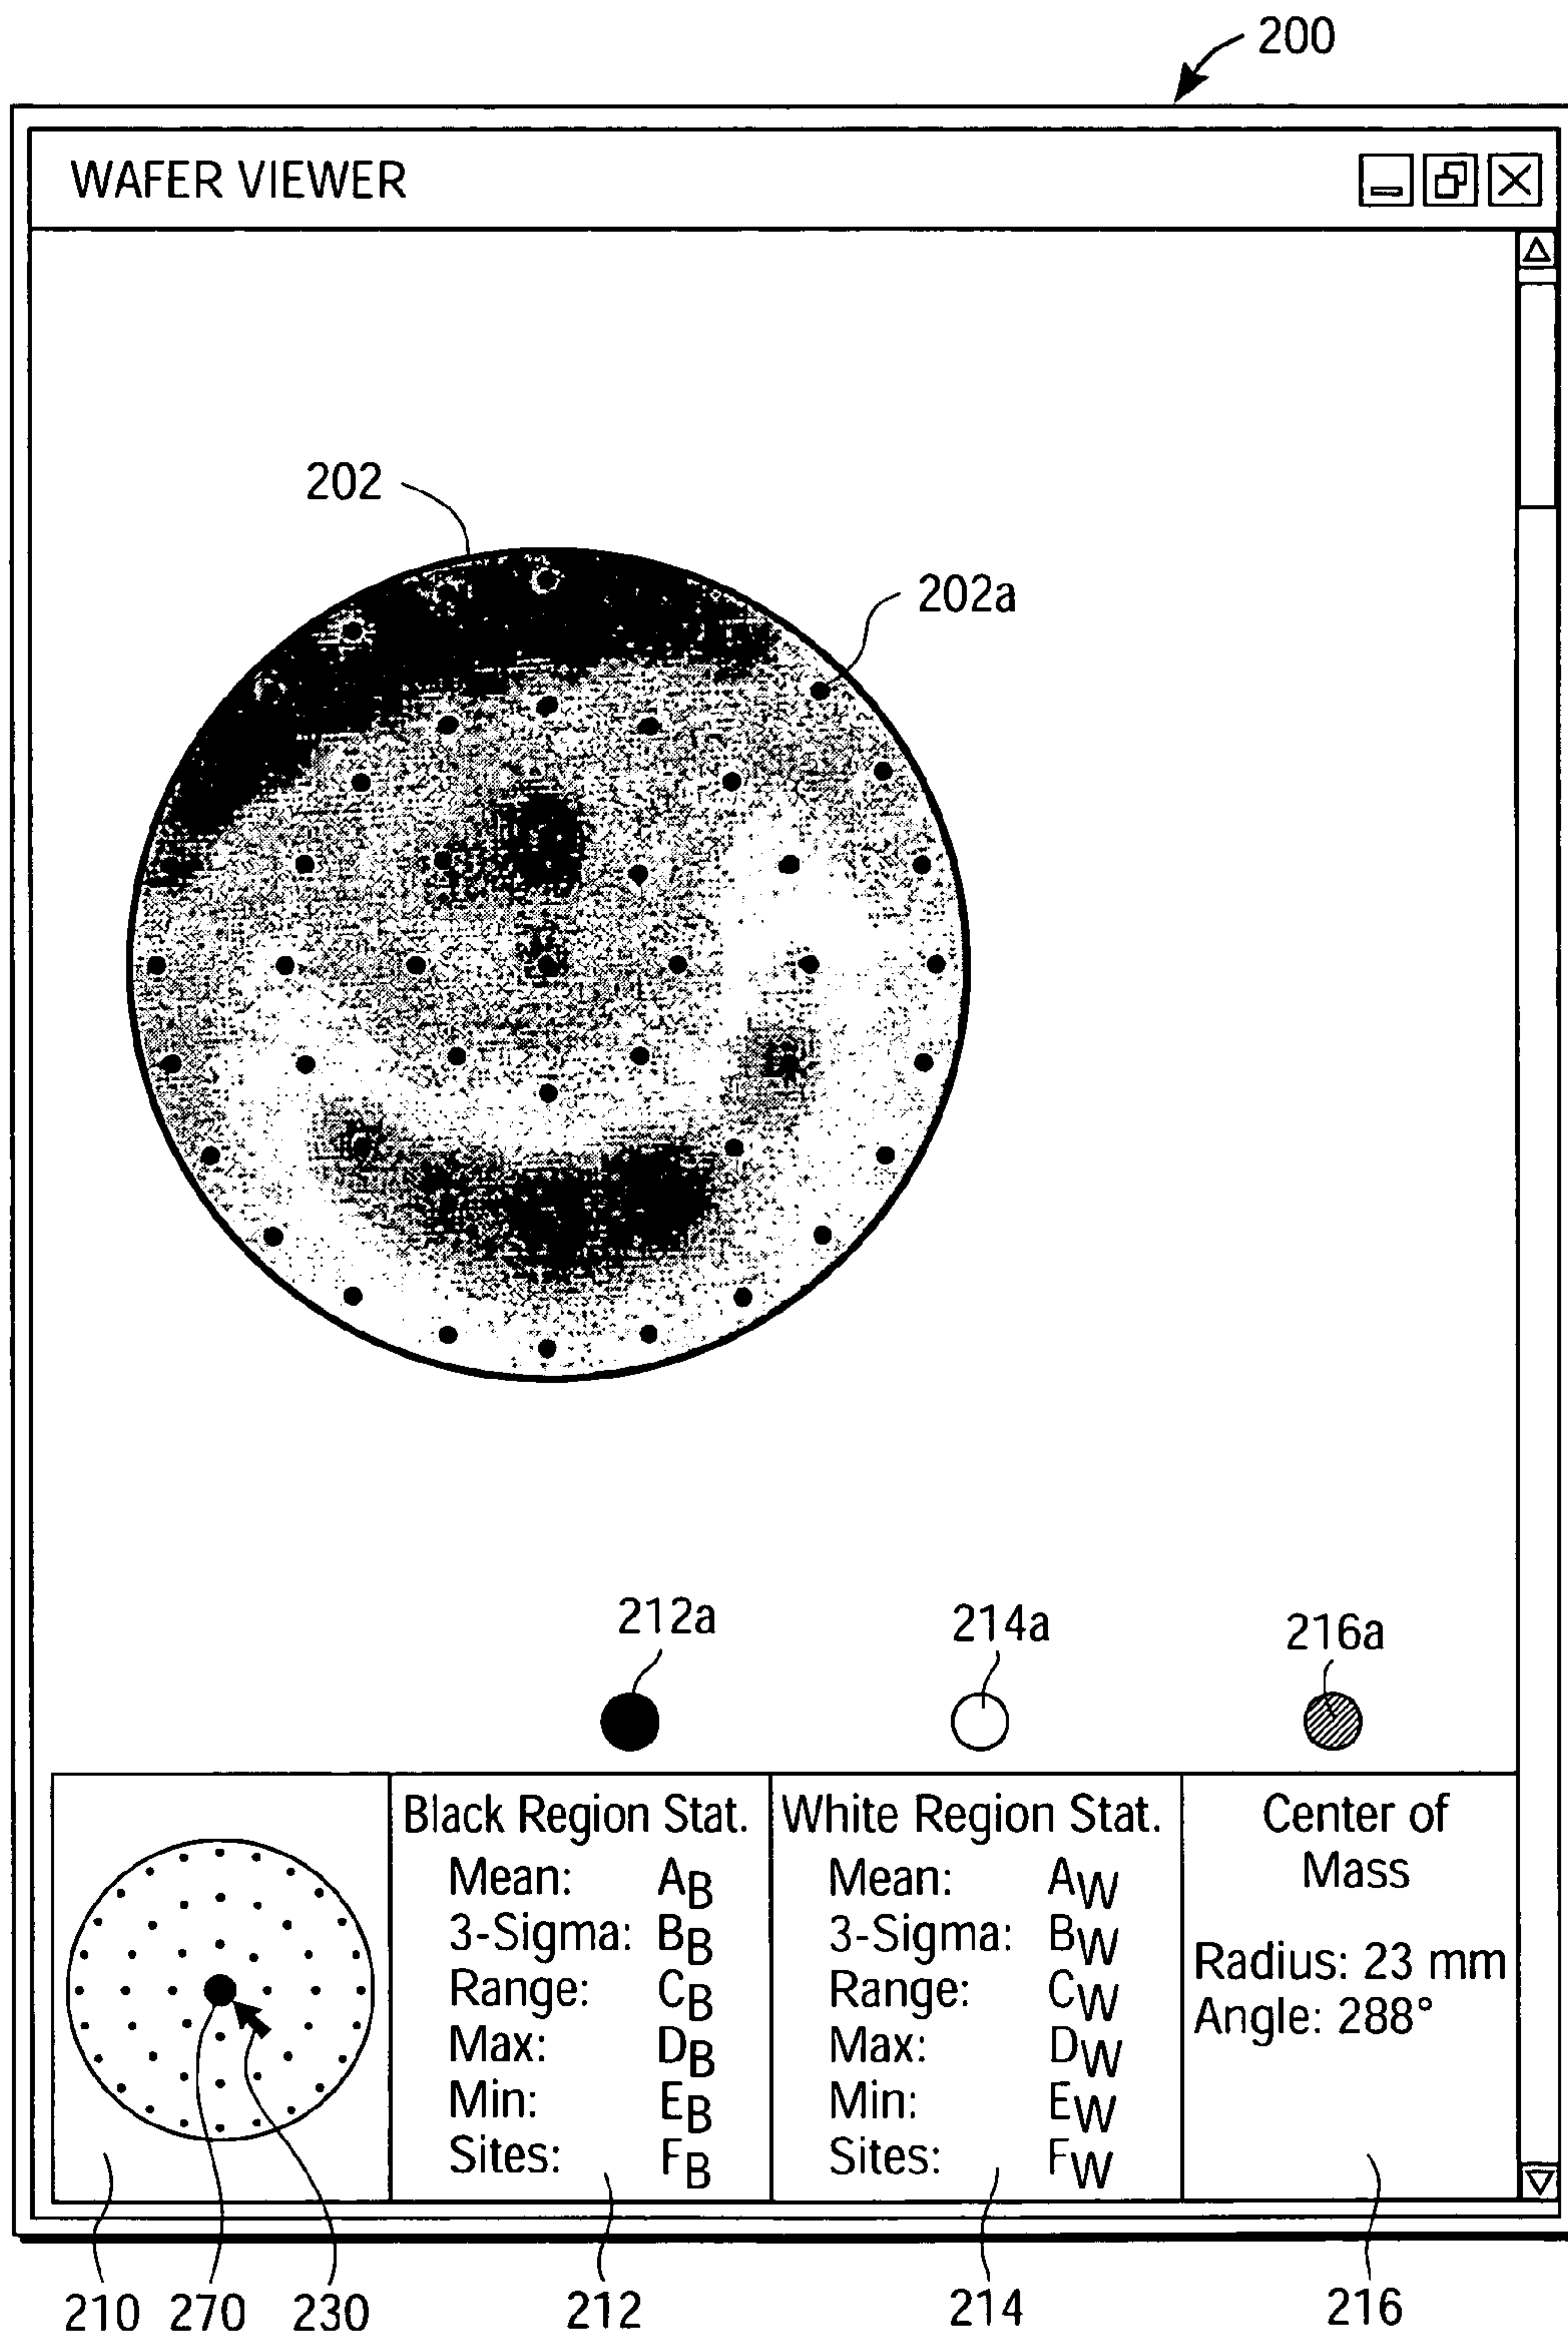 200
WAFER VIEWER
202
202a
212a
214a
216a
Black Region Stat.
Mean: AB
3-Sigma: BB
Range: CB
Max: DB
Min: EB
Sites: FB
White Region Stat.
Mean: AW
3-Sigma: BW
Range: CW
Max: DW
Min: EW
Sites: FW
Center of
Mass
Radius: 23 mm
Angle: 288°
210
270
230
212
214
216